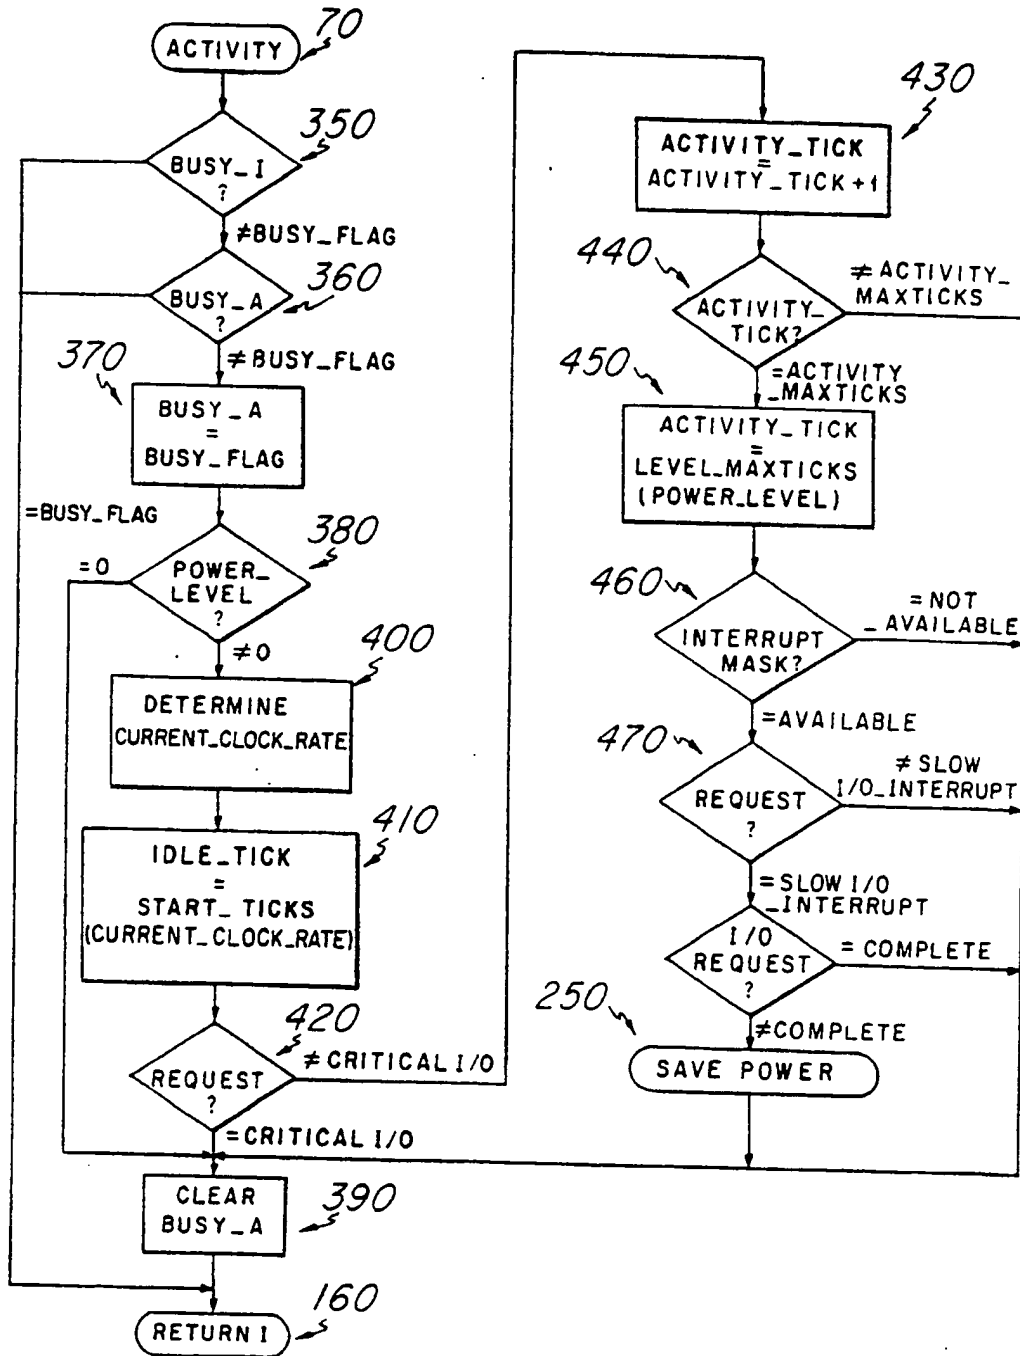 70
ACTIVITY
350
BUSY_I
?
≠BUSY_FLAG
360
BUSY_A
?
≠BUSY_FLAG
370
BUSY_A
=
BUSY_FLAG
=BUSY_FLAG
380
=0
POWER_
LEVEL
?
≠0
400
DETERMINE
CURRENT_CLOCK_RATE
410
IDLE_TICK
=
START_TICKS
(CURRENT_CLOCK_RATE)
420
≠CRITICAL I/O
REQUEST
?
=CRITICAL I/O
CLEAR
BUSY_A
390
160
RETURN I
430
ACTIVITY_TICK
=
ACTIVITY_TICK+1
440
≠ACTIVITY_
MAXTICKS
ACTIVITY_
TICK?
450
=ACTIVITY
_MAXTICKS
ACTIVITY_TICK
=
LEVEL_MAXTICKS
(POWER_LEVEL)
460
=NOT
_AVAILABLE
INTERRUPT
MASK?
=AVAILABLE
470
≠SLOW
I/O_INTERRUPT
REQUEST
?
=SLOW I/O
_INTERRUPT
I/O
REQUEST
?
=COMPLETE
250
≠COMPLETE
SAVE POWER